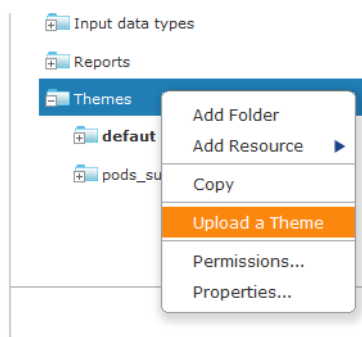 Input data types
Reports
Themes
Add Folder
defaut
Add Resource
pods_su
Copy
Upload a Theme
Permissions...
Properties...